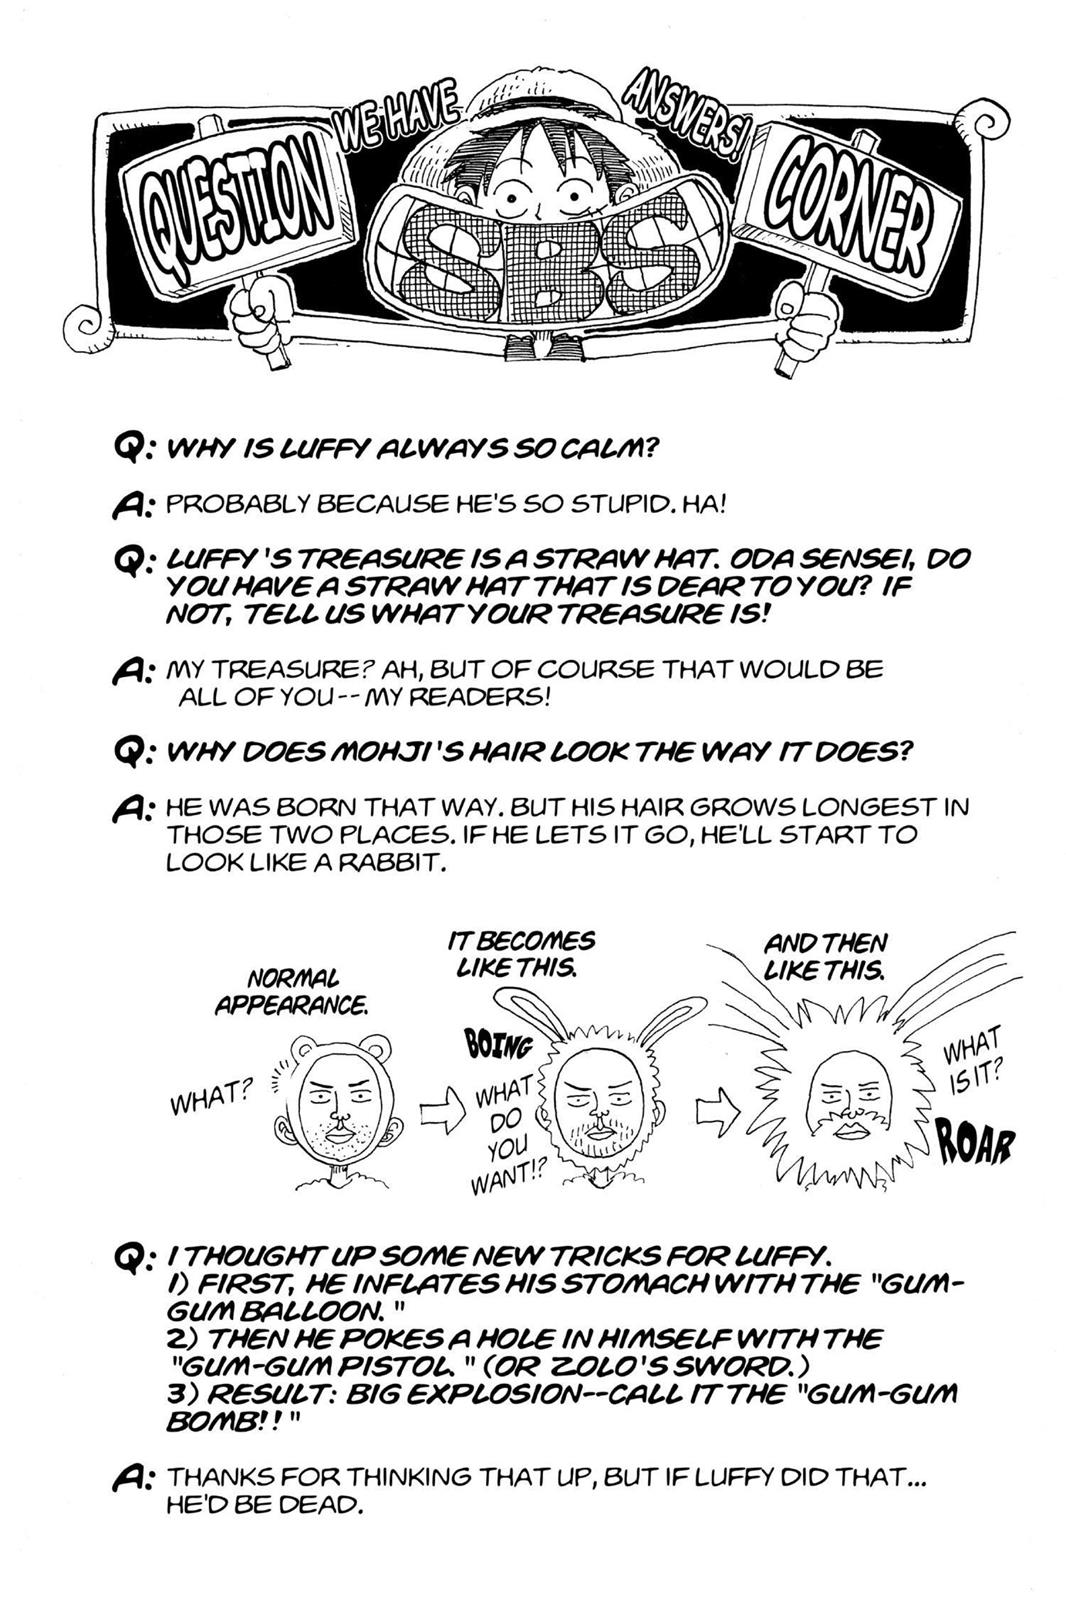 QUESTION
WE HAVE
ANSWERS!
CORNER
SBS
Q: WHY IS LUFFY ALWAYS SO CALM?
A: PROBABLY BECAUSE HE'S SO STUPID. HA!
Q: LUFFY'S TREASURE IS A STRAW HAT. ODA SENSEI, DO
YOU HAVE A STRAW HAT THAT IS DEAR TO YOU? IF
NOT, TELL US WHAT YOUR TREASURE IS!
A: MY TREASURE? AH, BUT OF COURSE THAT WOULD BE
ALL OF YOU--MY READERS!
Q: WHY DOES MOHJI'S HAIR LOOK THE WAY IT DOES?
A: HE WAS BORN THAT WAY. BUT HIS HAIR GROWS LONGEST IN
THOSE TWO PLACES. IF HE LETS IT GO, HE'LL START TO
LOOK LIKE A RABBIT.
NORMAL
APPEARANCE.
WHAT?
IT BECOMES
LIKE THIS.
BOING
WHAT
DO
YOU
WANT!?
AND THEN
LIKE THIS.
WHAT
IS IT?
ROAR
Q: I THOUGHT UP SOME NEW TRICKS FOR LUFFY.
1) FIRST, HE INFLATES HIS STOMACH WITH THE "GUM-
GUM BALLOON."
2) THEN HE POKES A HOLE IN HIMSELF WITH THE
"GUM-GUM PISTOL." (OR ZOLO'S SWORD.)
3) RESULT: BIG EXPLOSION--CALL IT THE "GUM-GUM
BOMB!!"
A: THANKS FOR THINKING THAT UP, BUT IF LUFFY DID THAT...
HE'D BE DEAD.